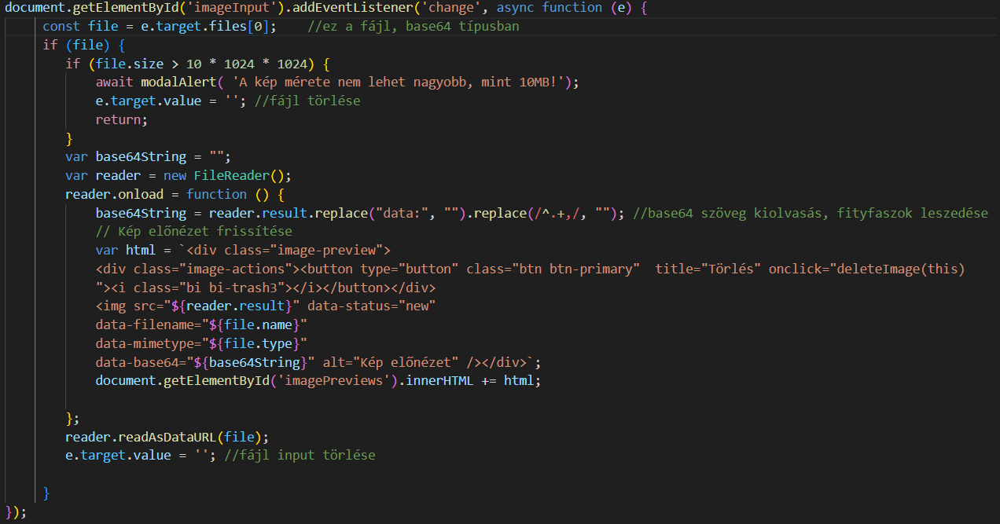 document.getElementById('imageInput').addEventListener('change', async function (e) {
    const file = e.target.files[0];    //ez a fájl, base64 típusban
    if (file) {
        if (file.size > 10 * 1024 * 1024) {
            await modalAlert( 'A kép mérete nem lehet nagyobb, mint 10MB!');
            e.target.value = ''; //fájl törlése
            return;
        }
        var base64String = "";
        var reader = new FileReader();
        reader.onload = function () {
            base64String = reader.result.replace("data:", "").replace(/^.+,/, ""); //base64 szöveg kiolvasás, fityfaszok leszedése
            // Kép előnézet frissítése
            var html = `<div class="image-preview">
            <div class="image-actions"><button type="button" class="btn btn-primary"  title="Törlés" onclick="deleteImage(this)
            "><i class="bi bi-trash3"></i></button></div>
            <img src="${reader.result}" data-status="new"
            data-filename="${file.name}"
            data-mimetype="${file.type}"
            data-base64="${base64String}" alt="Kép előnézet" /></div>`;
            document.getElementById('imagePreviews').innerHTML += html;
        };
        reader.readAsDataURL(file);
        e.target.value = ''; //fájl input törlése
    }
});